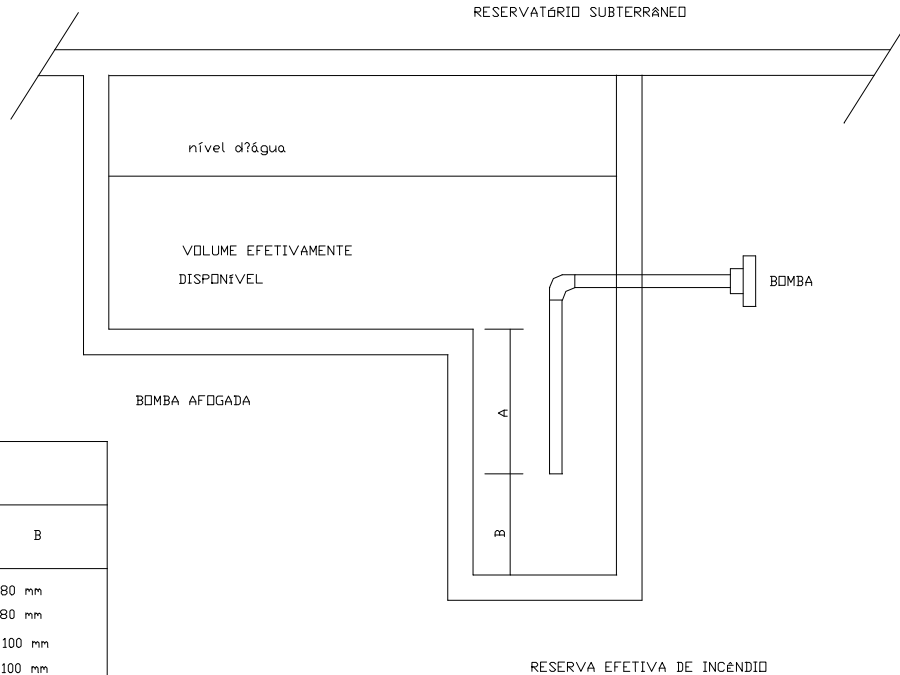 RESERVATóRIO SUBTERRâNEO
nível d?água
VOLUME EFETIVAMENTE
DISPONíVEL
BOMBA
BOMBA AFOGADA
A
B
B
80 mm
80 mm
100 mm
100 mm
RESERVA EFETIVA DE INCêNDIO